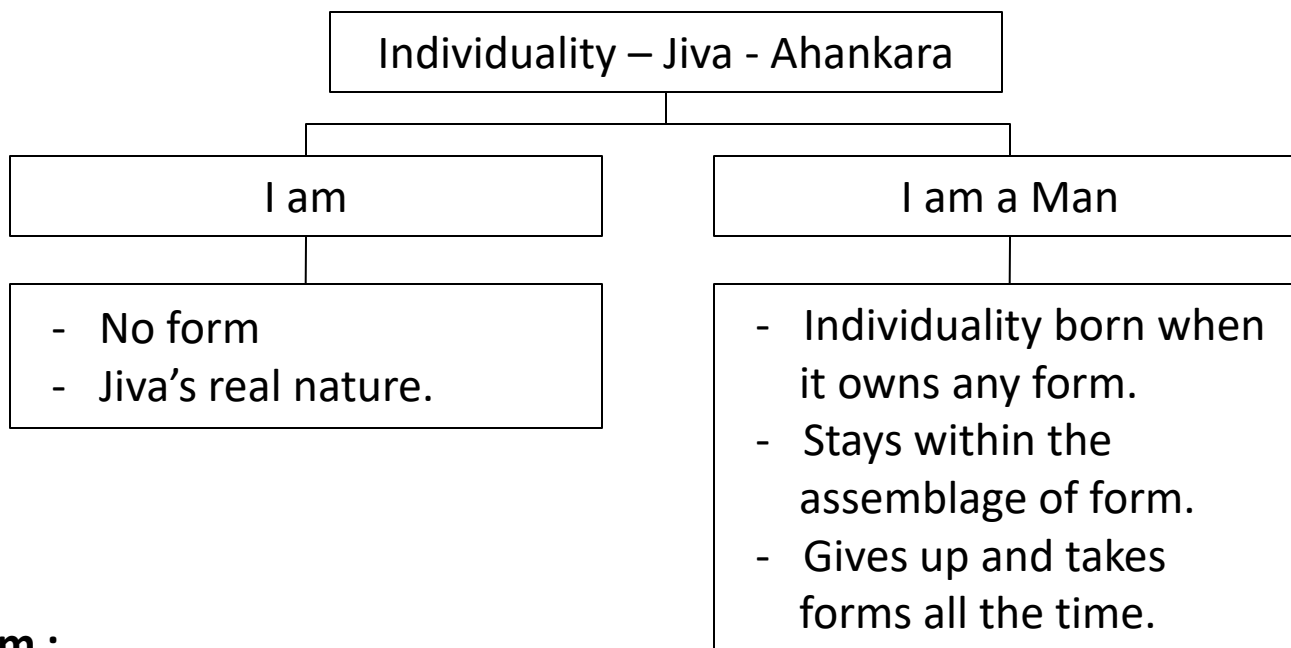 Individuality – Jiva - Ahankara
I am
I am a Man
- No form
- Jiva’s real nature.
- Individuality born when
it owns any form.
- Stays within the
assemblage of form.
- Gives up and takes
forms all the time.